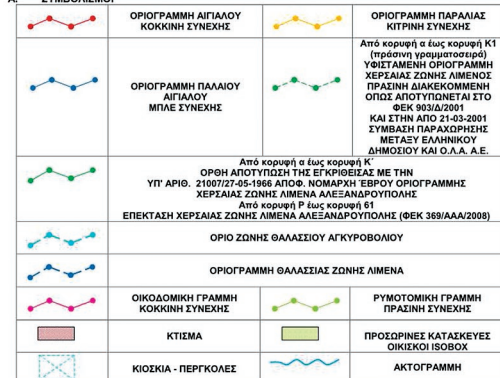 Α. ΣΥΜΒΟΛΙΣΜΟΙ
ΟΡΙΟΓΡΑΜΜΗ ΑΙΓΙΑΛΟΥ
ΚΟΚΚΙΝΗ ΣΥΝΕΧΗΣ
ΟΡΙΟΓΡΑΜΜΗ ΠΑΡΑΛΙΑΣ
ΚΙΤΡΙΝΗ ΣΥΝΕΧΗΣ
ΟΡΙΟΓΡΑΜΜΗ ΠΑΛΑΙΟΥ
ΑΙΓΙΑΛΟΥ
ΜΠΛΕ ΣΥΝΕΧΗΣ
Από κορυφή α έως κορυφή Κ1
(πράσινη γραμματοσειρά)
ΥΦΙΣΤΑΜΕΝΗ ΟΡΙΟΓΡΑΜΜΗ
ΧΕΡΣΑΙΑΣ ΖΩΝΗΣ ΛΙΜΕΝΟΣ
ΠΡΑΣΙΝΗ ΔΙΑΚΕΚΟΜΜΕΝΗ
ΟΠΩΣ ΑΠΟΤΥΠΩΝΕΤΑΙ ΣΤΟ
ΦΕΚ 903/Δ/2001
ΚΑΙ ΣΤΗΝ ΑΠΟ 21-03-2001
ΣΥΜΒΑΣΗ ΠΑΡΑΧΩΡΗΣΗΣ
ΜΕΤΑΞΥ ΕΛΛΗΝΙΚΟΥ
ΔΗΜΟΣΙΟΥ ΚΑΙ Ο.Λ.Α. Α.Ε.
Από κορυφή α έως κορυφή Κ΄
ΟΡΘΗ ΑΠΟΤΥΠΩΣΗ ΤΗΣ ΕΓΚΡΙΘΕΙΣΑΣ ΜΕ ΤΗΝ
ΥΠ' ΑΡΙΘ. 21007/27-05-1966 ΑΠΟΦ. ΝΟΜΑΡΧΗ ΈΒΡΟΥ ΟΡΙΟΓΡΑΜΜΗΣ
ΧΕΡΣΑΙΑΣ ΖΩΝΗΣ ΛΙΜΕΝΑ ΑΛΕΞΑΝΔΡΟΥΠΟΛΗΣ
Από κορυφή Ρ έως κορυφή 61
ΕΠΕΚΤΑΣΗ ΧΕΡΣΑΙΑΣ ΖΩΝΗΣ ΛΙΜΕΝΑ ΑΛΕΞΑΝΔΡΟΥΠΟΛΗΣ (ΦΕΚ 369/ΑΑΑ/2008)
ΟΡΙΟ ΖΩΝΗΣ ΘΑΛΑΣΣΙΟΥ ΑΓΚΥΡΟΒΟΛΙΟΥ
ΟΡΙΟΓΡΑΜΜΗ ΘΑΛΑΣΣΙΑΣ ΖΩΝΗΣ ΛΙΜΕΝΑ
ΟΙΚΟΔΟΜΙΚΗ ΓΡΑΜΜΗ
ΚΟΚΚΙΝΗ ΣΥΝΕΧΗΣ
ΡΥΜΟΤΟΜΙΚΗ ΓΡΑΜΜΗ
ΠΡΑΣΙΝΗ ΣΥΝΕΧΗΣ
ΚΤΙΣΜΑ
ΠΡΟΣΩΡΙΝΕΣ ΚΑΤΑΣΚΕΥΕΣ
ΟΙΚΙΣΚΟΙ ISOBOX
ΚΙΟΣΚΙΑ - ΠΕΡΓΚΟΛΕΣ
ΑΚΤΟΓΡΑΜΜΗ